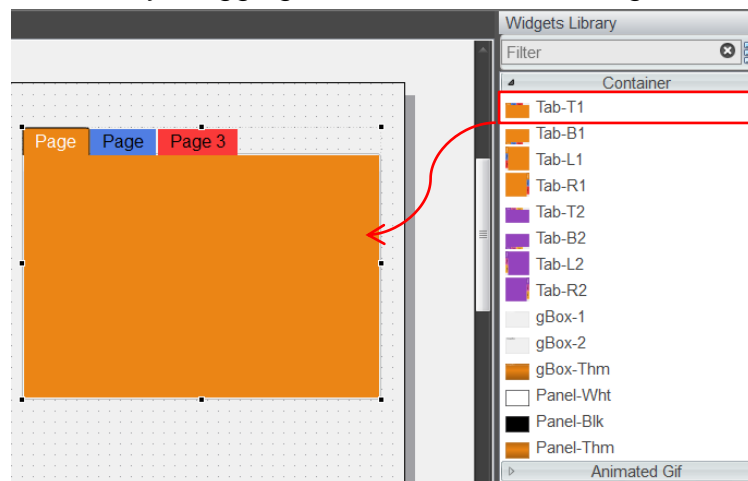 Widgets Library
Filter
Container
Tab-T1
Tab-B1
Tab-L1
Tab-R1
Tab-T2
Tab-B2
Tab-L2
Tab-R2
gBox-1
gBox-2
gBox-Thm
Panel-Wht
Panel-Blk
Panel-Thm
Animated Gif
Page Page Page 3